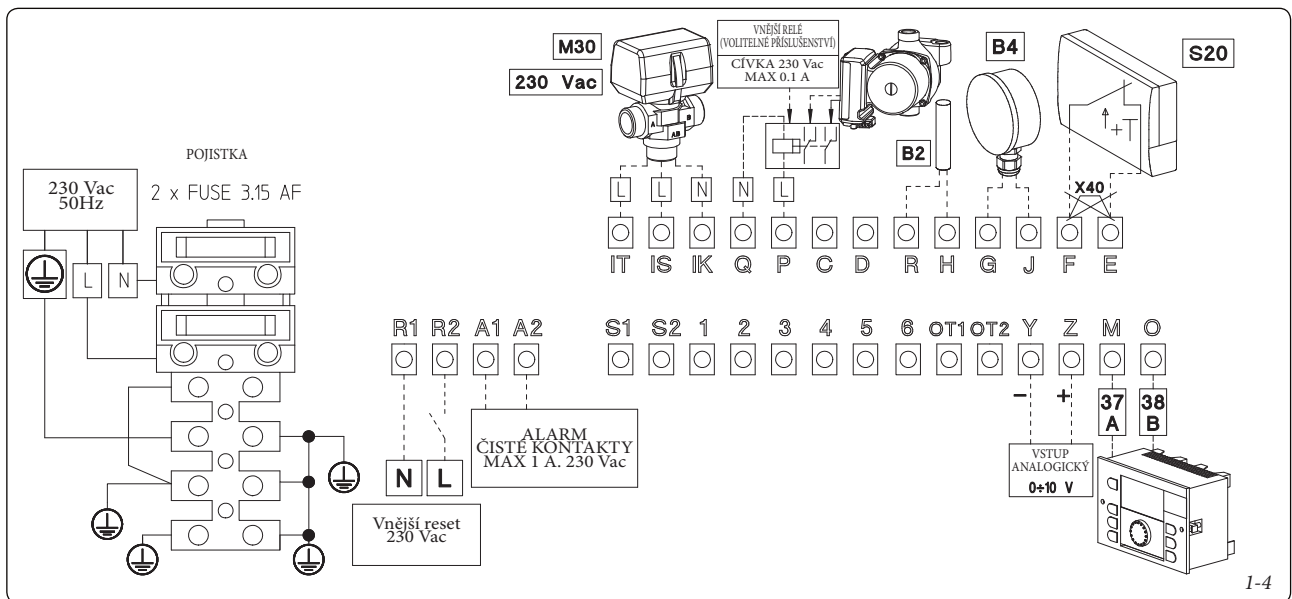 M30
230 Vac
VNĚJŠÍ RELÉ
(VOLITELNÉ PŘÍSLUŠENSTVÍ)
CÍVKA 230 Vac
MAX 0.1 A
B4
S20
A
B
AB
B2
+T
X40
POJISTKA
2 x FUSE 3.15 AF
230 Vac
50Hz
L
N
L
L
N
N
L
IT IS IK Q P C D R H G J F E
R1 R2 A1 A2 S1 S2 1 2 3 4 5 6 OT1 OT2 Y Z M O
- +
37
A
38
B
ALARM
ČISTÉ KONTAKTY
MAX 1 A. 230 Vac
N
L
Vnější reset
230 Vac
VSTUP
ANALOGICKÝ
0÷10 V
1-4